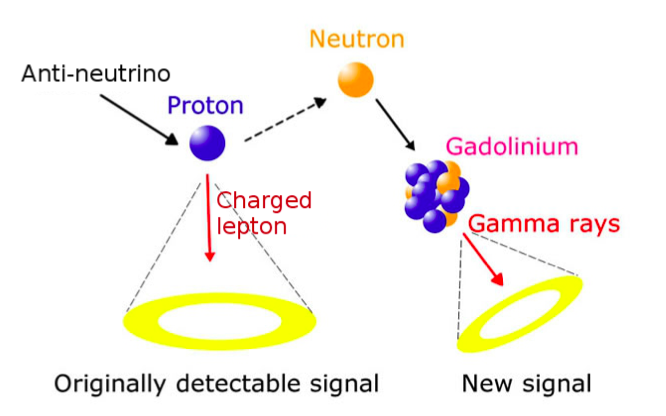 Neutron
Anti-neutrino
Proton
Gadolinium
Charged
lepton
Gamma rays
Originally detectable signal
New signal